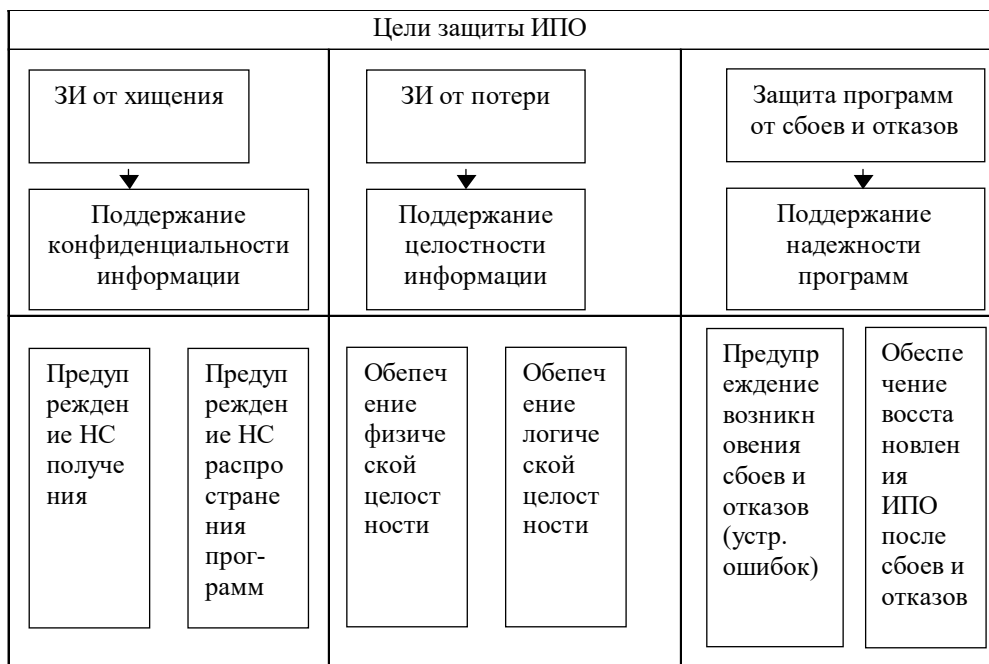 Цели защиты ИПО
ЗИ от хищения
ЗИ от потери
Защита программ
от сбоев и отказов
Поддержание
конфиденциальности
информации
Поддержание
целостности
информации
Поддержание
надежности
программ
Предуп
режден
ие НС
получе
ния
Предуп
режден
ие НС
распро
стране
ния
прог-
рамм
Обепеч
ение
физиче
ской
целост
ности
Обепеч
ение
логиче
ской
целост
ности
Предупр
еждение
возникн
овения
сбоев и
отказов
(устр.
ошибок)
Обеспе
чение
восста
новлен
ия
ИПО
после
сбоев и
отказов